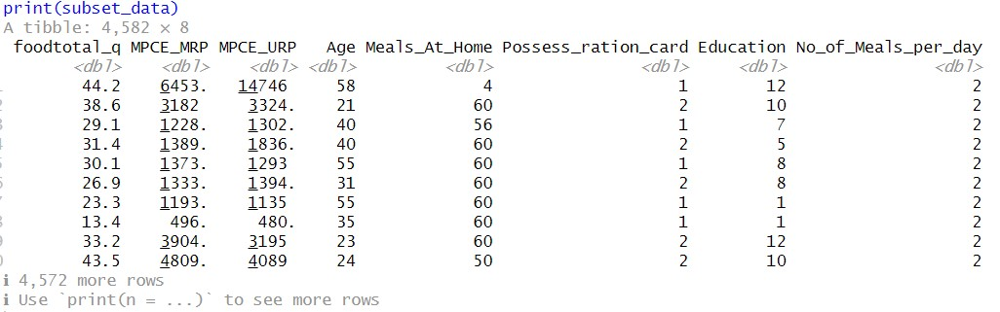 print(subset_data)
A tibble: 4,582 × 8
foodtotal_q MPCE_MRP MPCE_URP Age Meals_At_Home Possess_ration_card Education No_of_Meals_per_day
<dbl> <dbl> <dbl> <dbl> <dbl> <dbl> <dbl> <dbl>
44.2 6453. 14746 58 4 1 12 2
38.6 3182 3324. 21 60 2 10 2
29.1 1228. 1302. 40 56 1 7 2
31.4 1389. 1836. 40 60 2 5 2
30.1 1373. 1293 55 60 1 8 2
26.9 1333. 1394. 31 60 2 8 2
23.3 1193. 1135 55 60 1 1 2
13.4 496. 480. 35 60 1 1 2
33.2 3904. 3195 23 60 2 12 2
43.5 4809. 4089 24 50 2 10 2
ℹ 4,572 more rows
ℹ Use `print(n = ...)` to see more rows